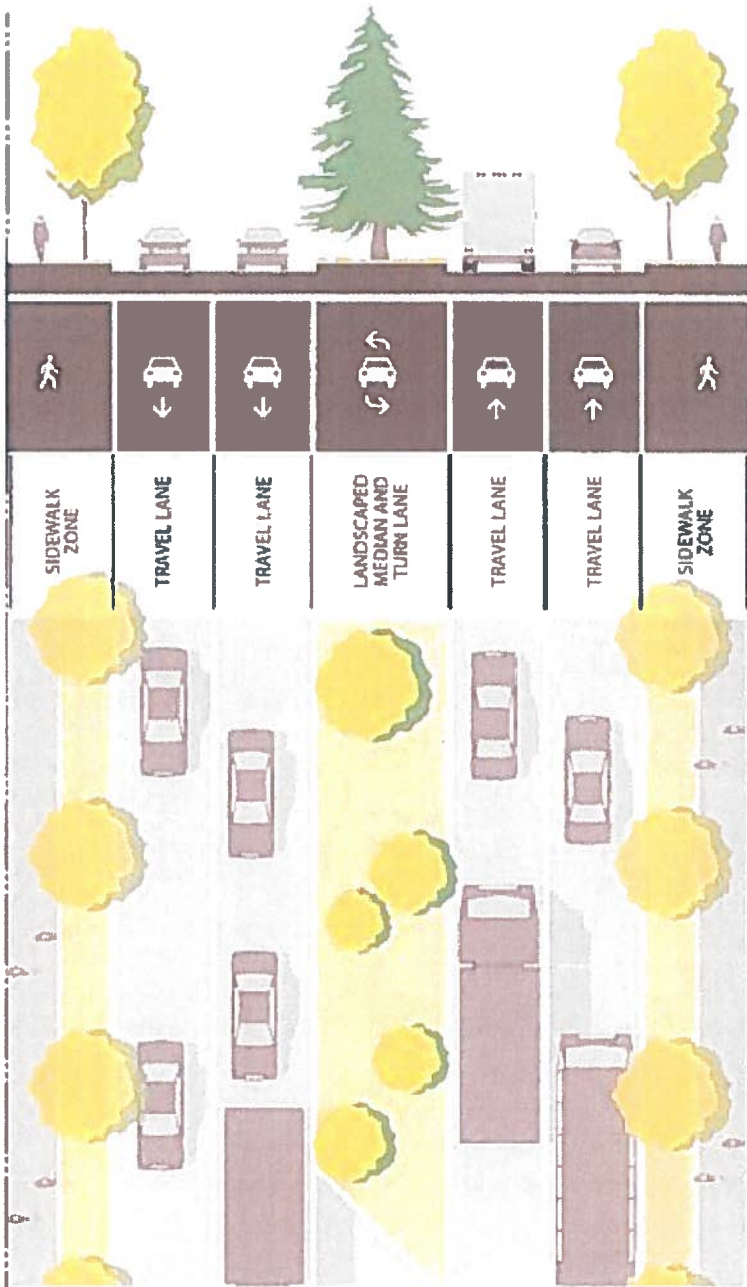 SIDEWALK
ZONE
TRAVEL LANE
TRAVEL LANE
LANDSCAPED
MEDIAN AND
TURN LANE
TRAVEL LANE
TRAVEL LANE
SIDEWALK
ZONE